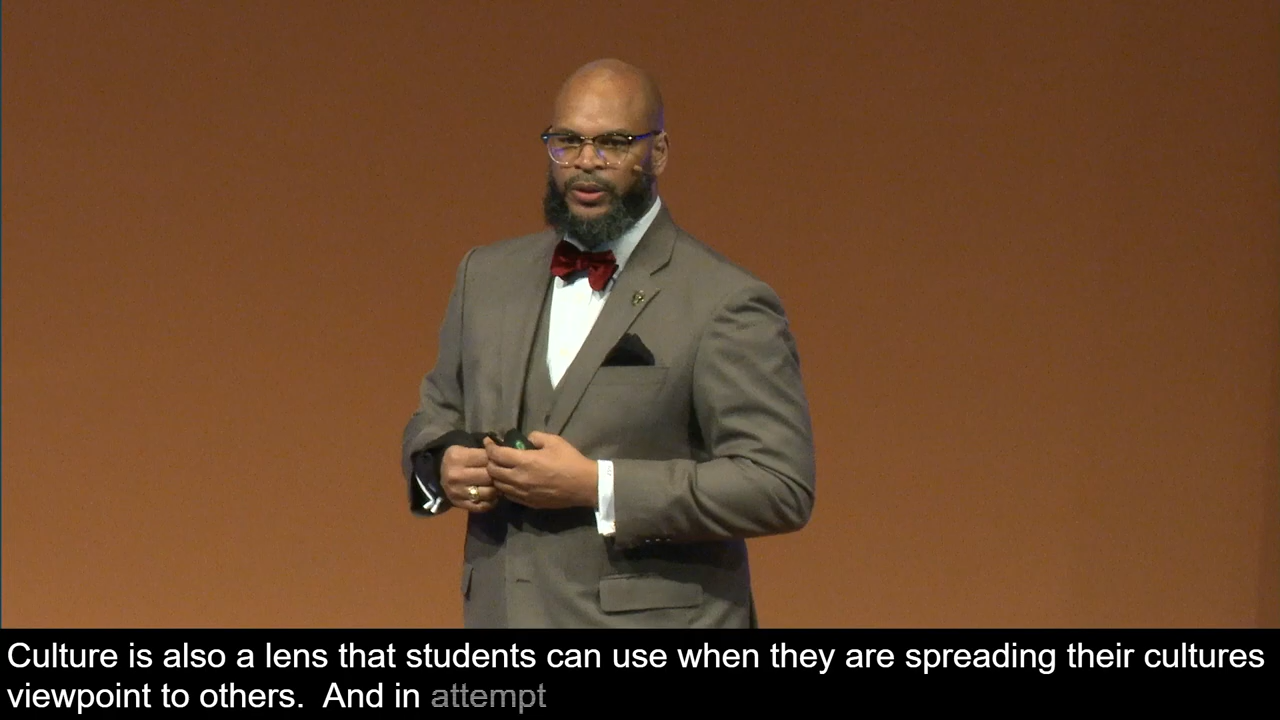 Culture is also a lens that students can use when they are spreading their cultures
viewpoint to others.  And in attempt